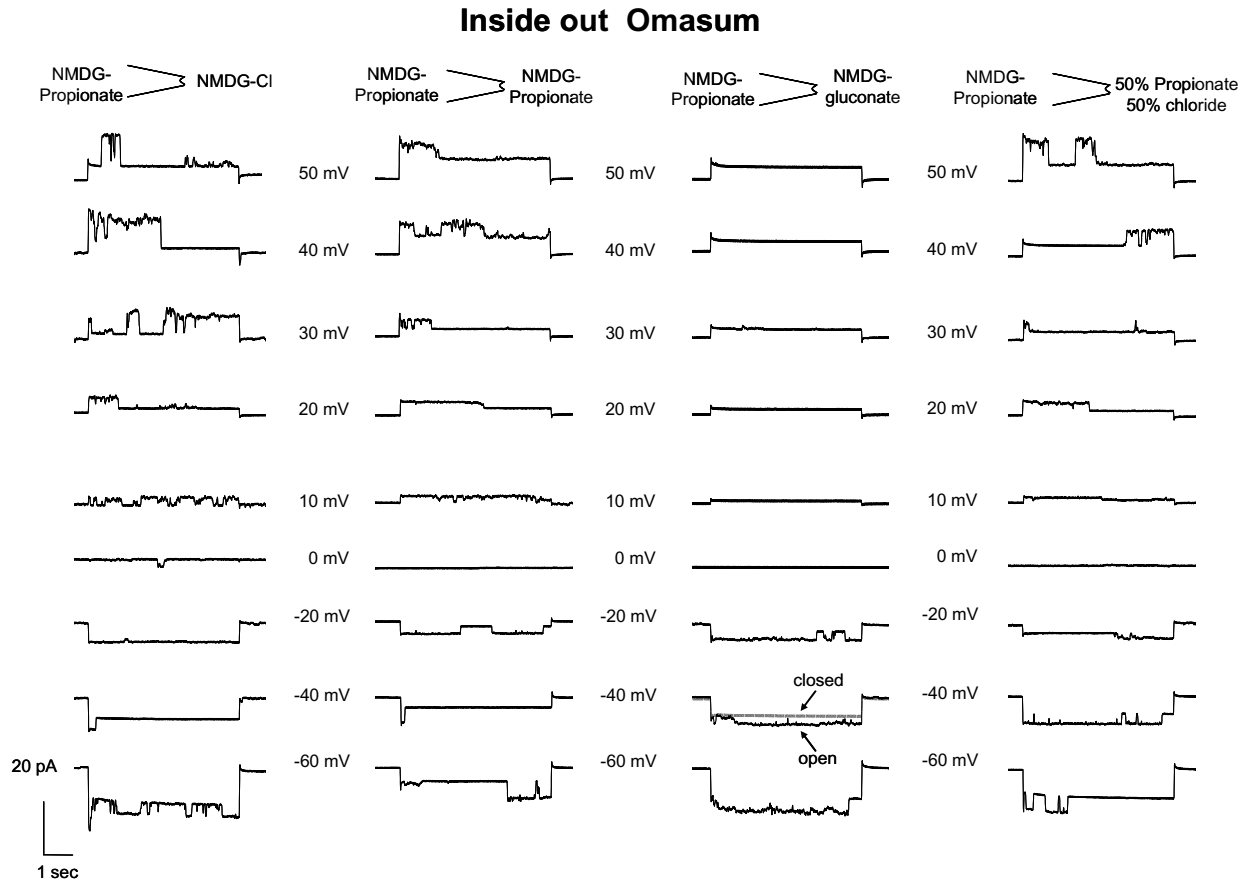 Inside out Omasum
NMDG-
Propionate
NMDG-Cl
NMDG-
Propionate
NMDG-
Propionate
NMDG-
Propionate
NMDG-
gluconate
NMDG-
Propionate
50% Propionate
50% chloride
50 mV
50 mV
50 mV
40 mV
40 mV
40 mV
30 mV
30 mV
30 mV
20 mV
20 mV
20 mV
10 mV
10 mV
10 mV
0 mV
0 mV
0 mV
-20 mV
-20 mV
-20 mV
-40 mV
-40 mV
closed
-40 mV
open
20 pA
-60 mV
-60 mV
-60 mV
1 sec